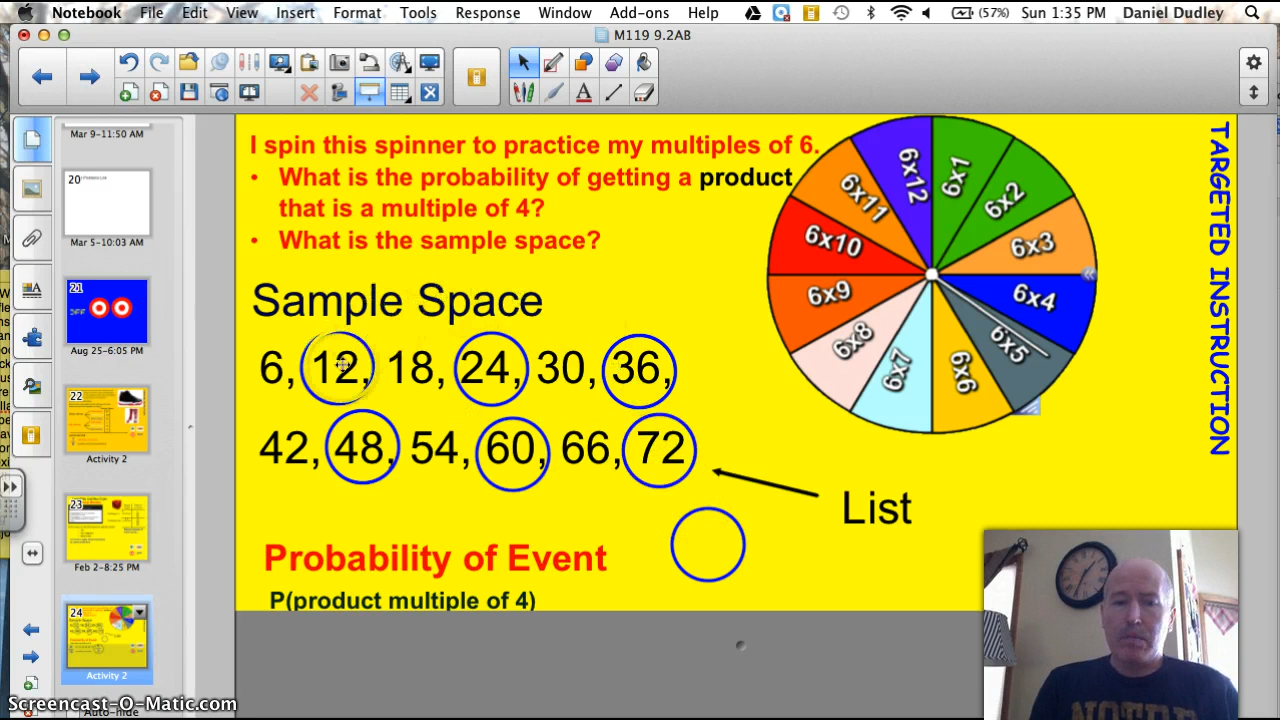 Notebook File Edit View Insert Format Tools Response Window Add-ons Help (57%) Sun 1:35 PM Daniel Dudley
M119 9.2AB
Mar 9-11:50 AM
20
Mar 5-10:03 AM
21
OFF
Aug 25-6:05 PM
22
Activity 2
23
Feb 2-8:25 PM
24
Activity 2
Auto-hide
I spin this spinner to practice my multiples of 6.
• What is the probability of getting a product
that is a multiple of 4?
• What is the sample space?
Sample Space
6, 12, 18, 24, 30, 36,
42, 48, 54, 60, 66, 72
List
Probability of Event
P(product multiple of 4)
6x1
6x2
6x3
6x4
6x5
6x6
6x7
6x8
6x9
6x10
6x11
6x12
TARGETED INSTRUCTION
NOTRE
Screencast-O-Matic.com